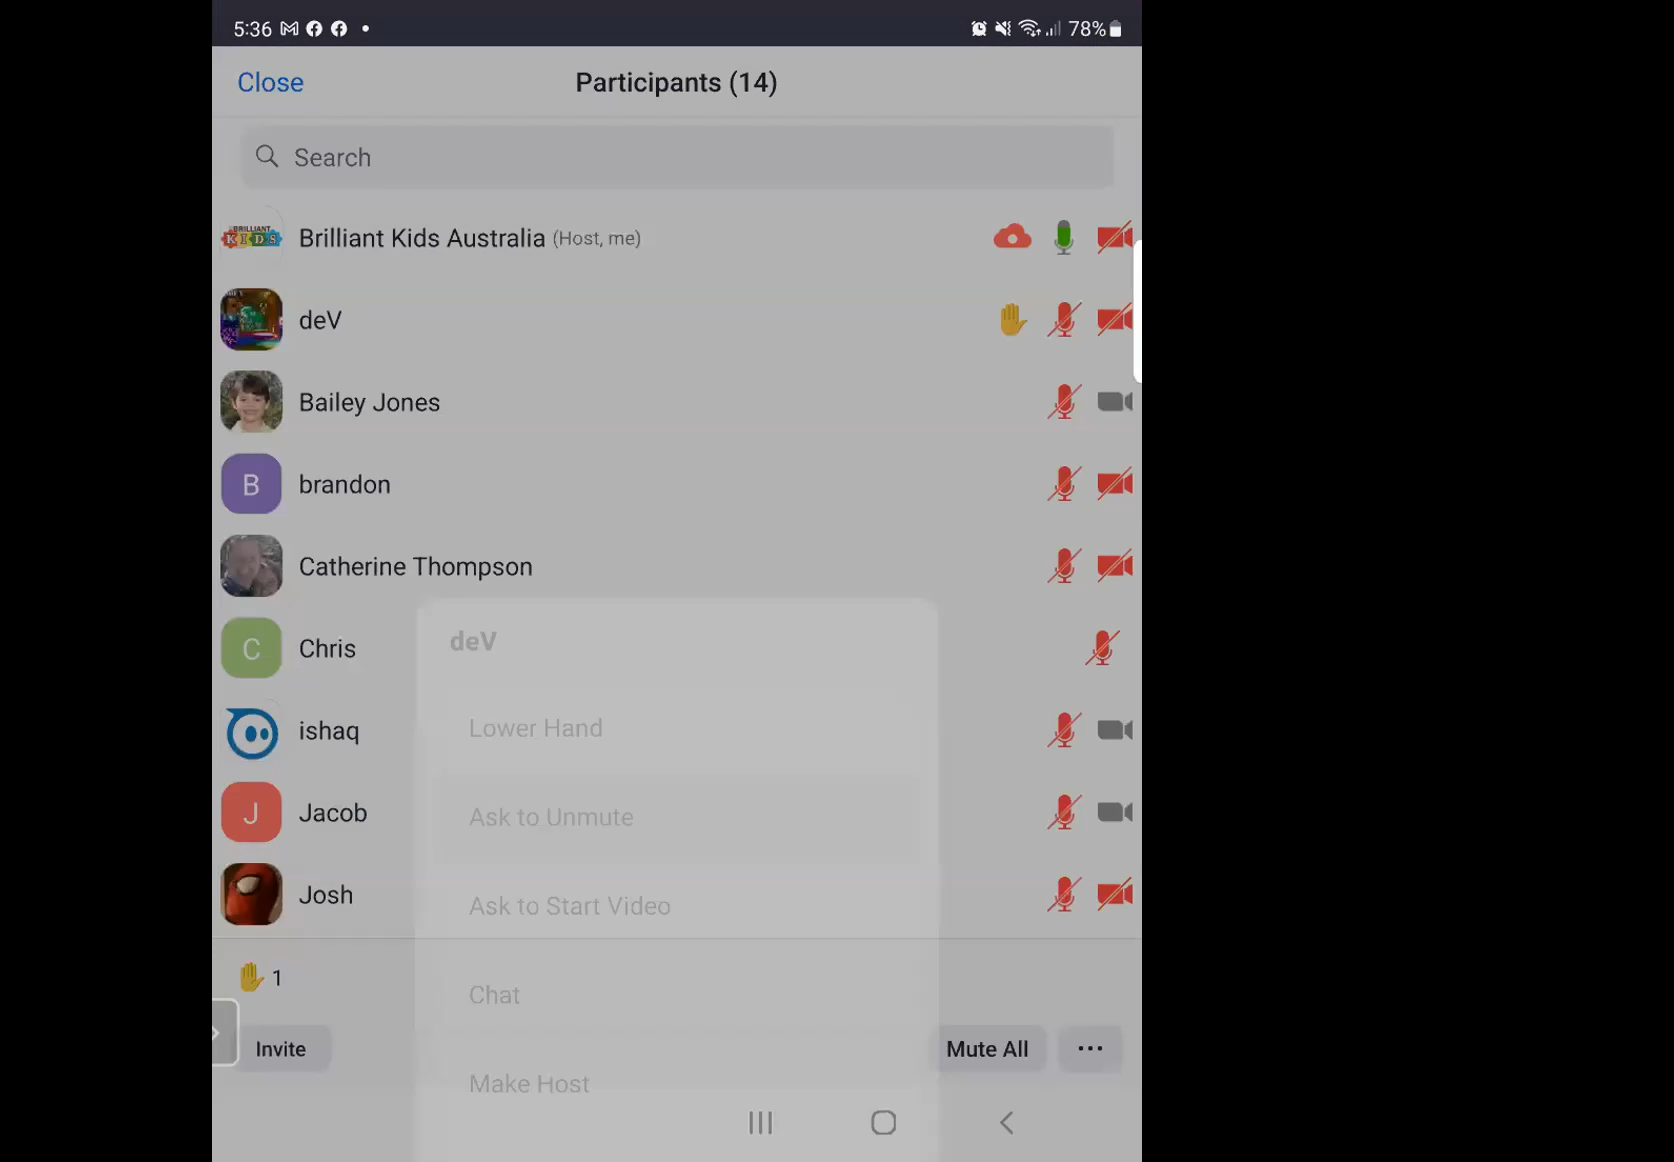 5:36 78%
Close Participants (14)
Search
BRILLIANT
KIDS
Brilliant Kids Australia (Host, me)
deV
Bailey Jones
B brandon
Catherine Thompson
deV
C Chris
Lower Hand
ishaq
Ask to Unmute
J Jacob
Ask to Start Video
Josh
1
Chat
Invite Mute All ...
Make Host